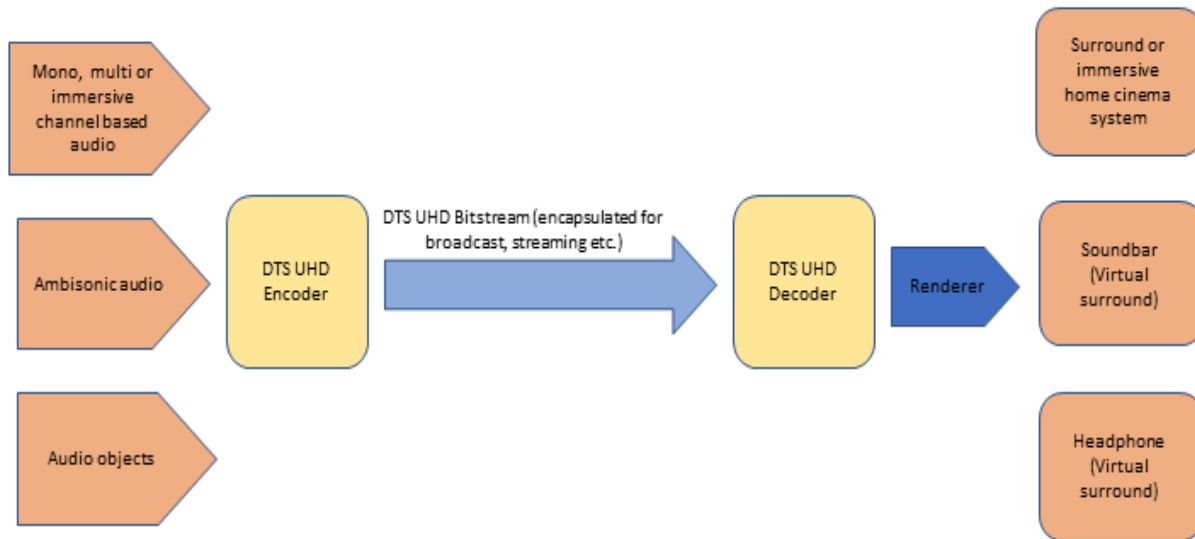 Mono, multi or
immersive
channel based
audio
Ambisonic audio
Audio objects
DTS UHD
Encoder
DTS UHD Bitstream (encapsulated for
broadcast, streaming etc.)
DTS UHD
Decoder
Renderer
Surround or
immersive
home cinema
system
Soundbar
(Virtual
surround)
Headphone
(Virtual
surround)